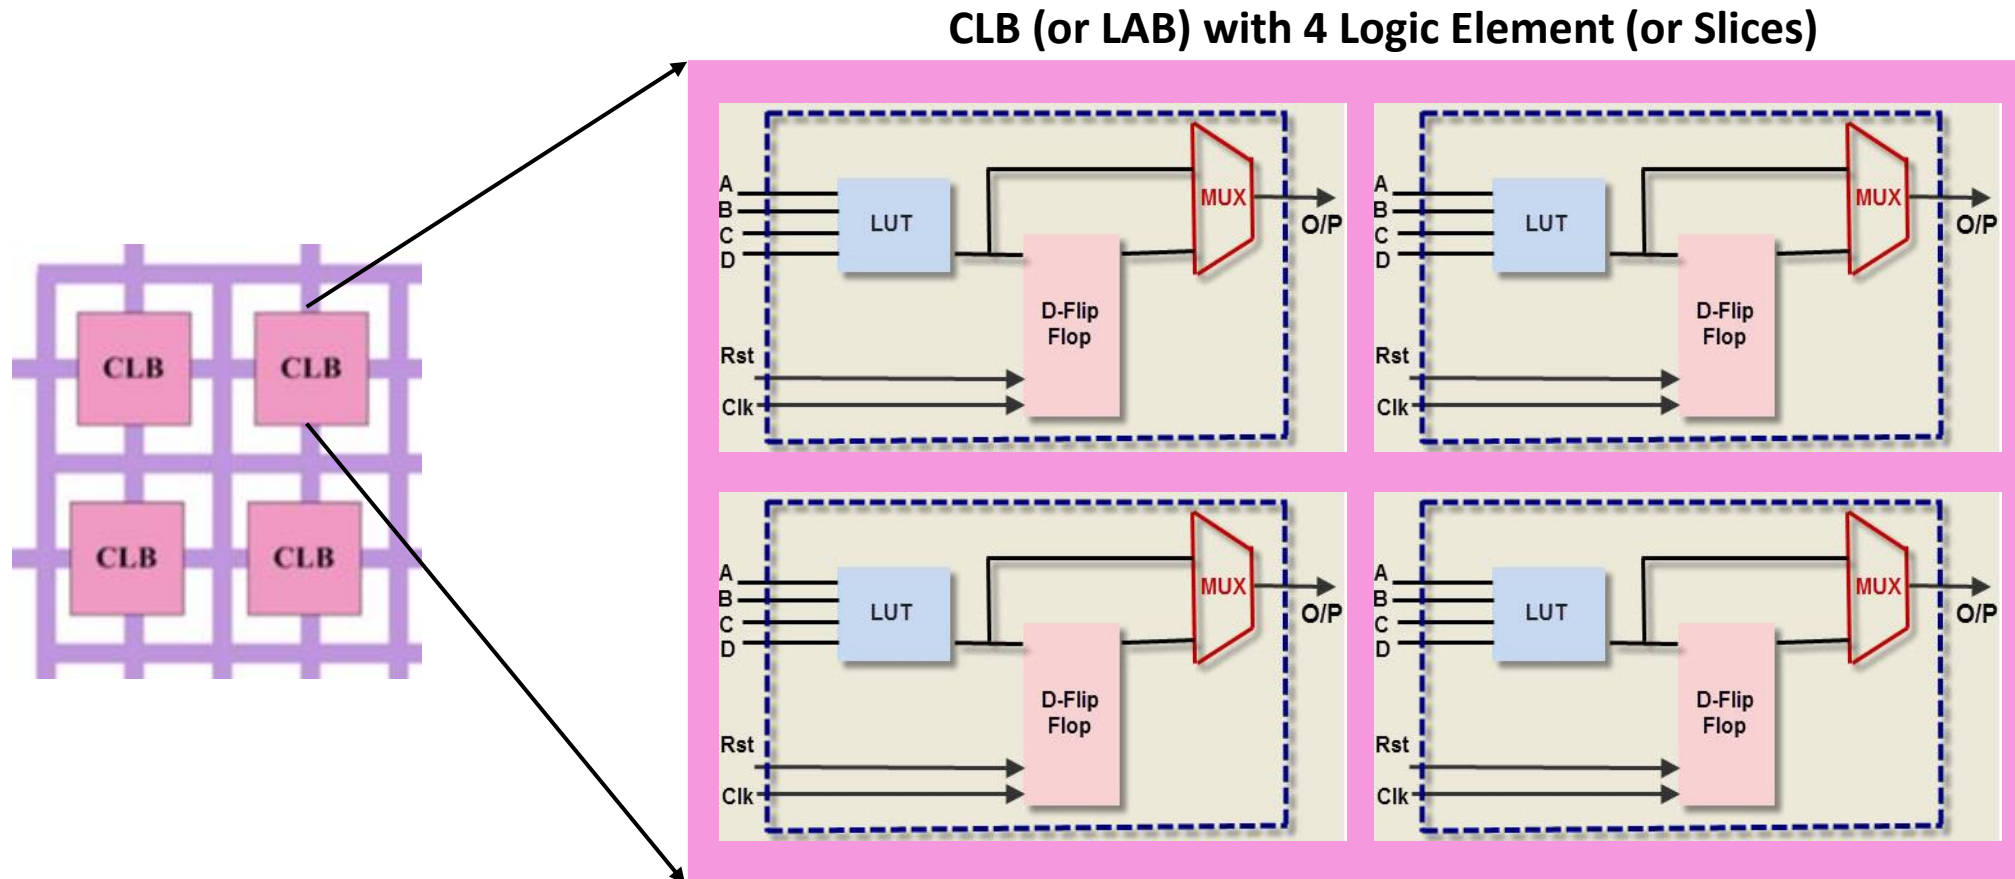 CLB (or LAB) with 4 Logic Element (or Slices)
CLB
CLB
CLB
CLB
A
B
C
D
LUT
MUX
O/P
D-Flip
Flop
Rst
Clk
A
B
C
D
LUT
MUX
O/P
D-Flip
Flop
Rst
Clk
A
B
C
D
LUT
MUX
O/P
D-Flip
Flop
Rst
Clk
A
B
C
D
LUT
MUX
O/P
D-Flip
Flop
Rst
Clk